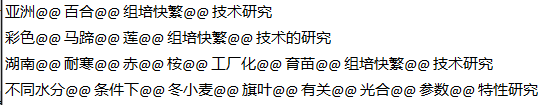 亚洲@@ 百合@@ 组培快繁@@ 技术研究
彩色@@ 马蹄@@ 莲@@ 组培快繁@@ 技术的研究
湖南@@ 耐寒@@ 赤@@ 桉@@ 工厂化@@ 育苗@@ 组培快繁@@ 技术研究
不同水分@@ 条件下@@ 冬小麦@@ 旗叶@@ 有关@@ 光合@@ 参数@@ 特性研究